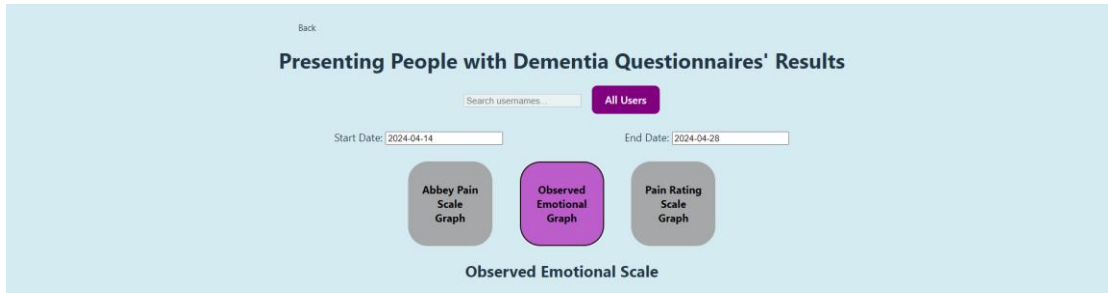 Back
Presenting People with Dementia Questionnaires' Results
Search usernames... All Users
Start Date: 2024-04-14 End Date: 2024-04-28
Abbey Pain
Scale
Graph
Observed
Emotional
Graph
Pain Rating
Scale
Graph
Observed Emotional Scale